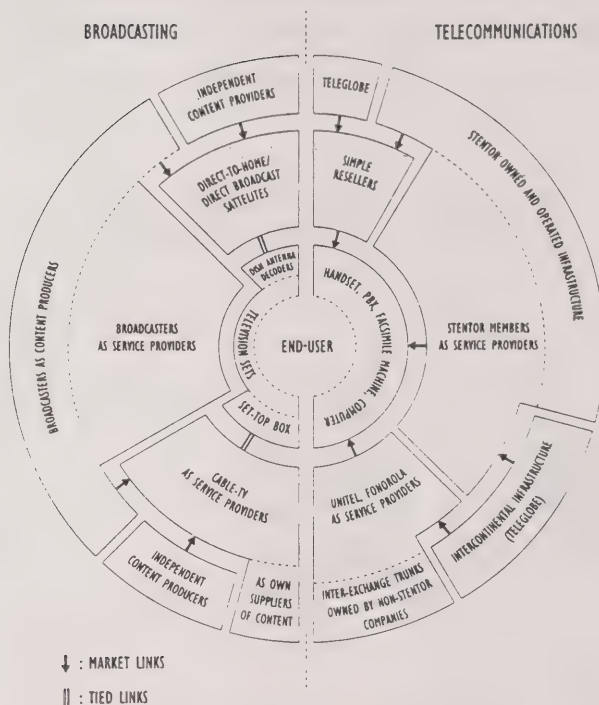 BROADCASTING
TELECOMMUNICATIONS
INDEPENDENT
CONTENT PROVIDERS
TELEGLOBE
STENTOR-OWNED AND OPERATED INFRASTRUCTURE
DIRECT-TO-HOME/
DIRECT BROADCAST
SATTELITES
SIMPLE
RESELLERS
DISH ANTENNA
DECODERS
HANDSET, PBX, FACSIMILE MACHINE, COMPUTER
BROADCASTERS AS CONTENT PRODUCERS
BROADCASTERS
AS SERVICE PROVIDERS
TELEVISION SETS
END-USER
STENTOR MEMBERS
AS SERVICE PROVIDERS
SET-TOP BOX
CABLE-TV
AS SERVICE PROVIDERS
UNITEL, FONOROLA
AS SERVICE PROVIDERS
INTERCONTINENTAL INFRASTRUCTURE
(TELEGLOBE)
INDEPENDENT
CONTENT PRODUCERS
AS OWN
SUPPLIERS
OF CONTENT
INTER-EXCHANGE TRUNKS
OWNED BY NON-STENTOR
COMPANIES
: MARKET LINKS
: TIED LINKS